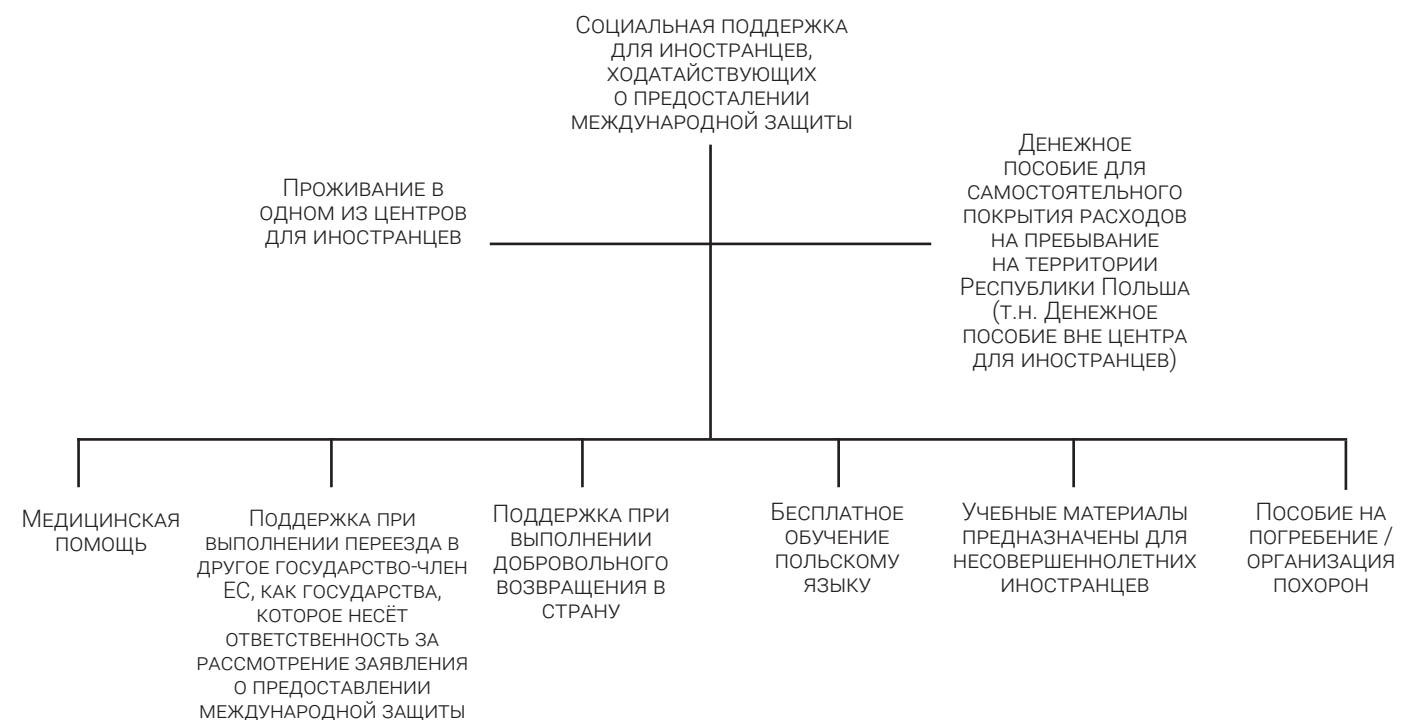 Социальная поддержка
для иностранцев,
ходатайствующих
о предосталении
международной защиты
Проживание в
одном из центров
для иностранцев
Денежное
пособие для
самостоятельного
покрытия расходов
на пребывание
на территории
Республики Польша
(т.н. Денежное
пособие вне центра
для иностранцев)
Медицинская
помощь
Поддержка при
выполнении переезда в
другое государство-член
ЕС, как государства,
которое несёт
ответственность за
рассмотрение заявления
о предоставлении
международной защиты
Поддержка при
выполнении
добровольного
возвращения в
страну
Бесплатное
обучение
польскому
языку
Учебные материалы
предназначены для
несовершеннолетних
иностранцев
Пособие на
погребение /
организация
похорон